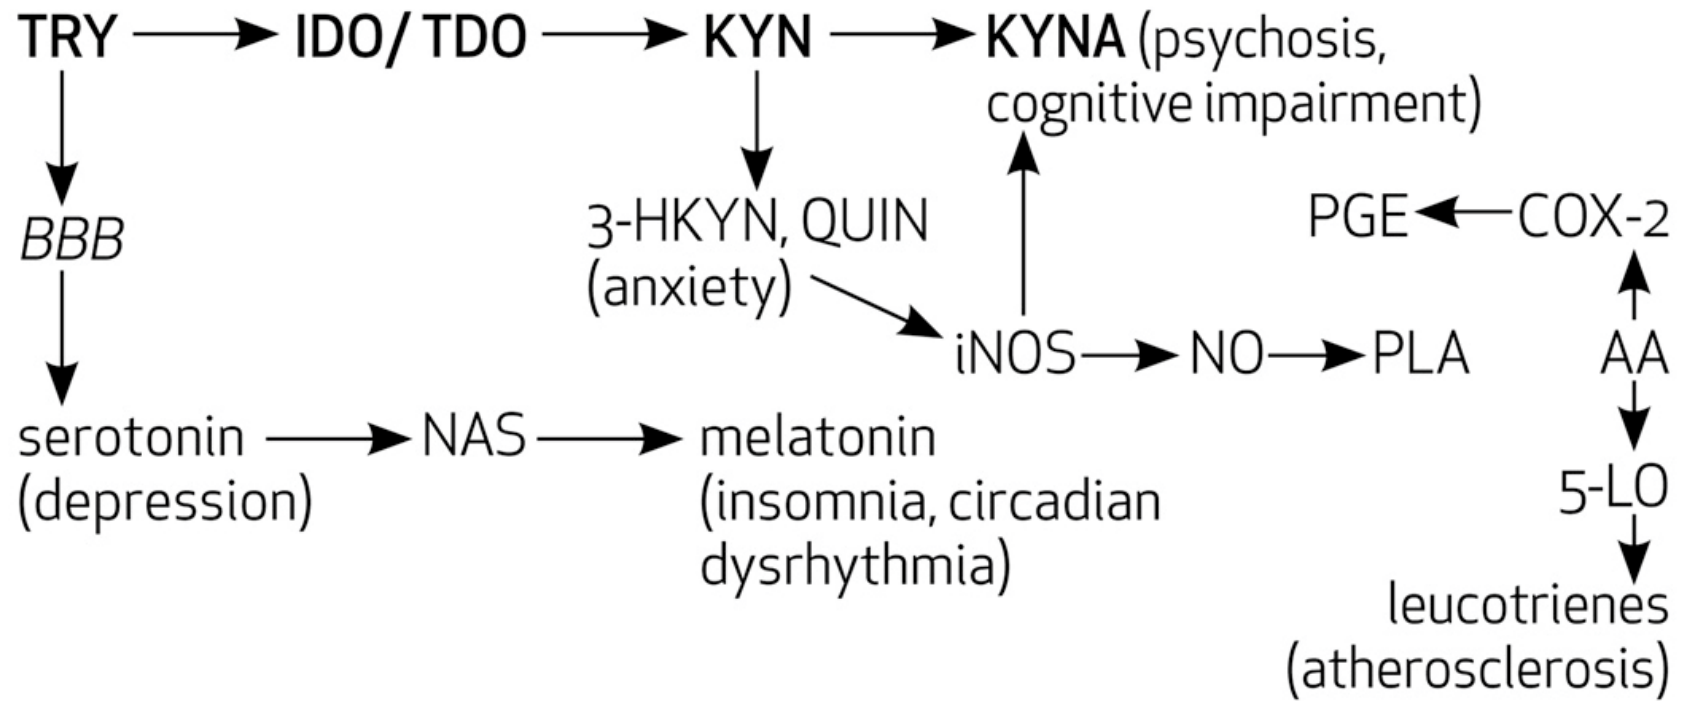 TRY IDO/ TDO KYN KYNA (psychosis,
cognitive impairment)
BBB
3-HKYN, QUIN
(anxiety)
PGE COX-2
iNOS NO PLA AA
serotonin NAS melatonin
(depression)
(insomnia, circadian
dysrhythmia)
5-LO
leucotrienes
(atherosclerosis)